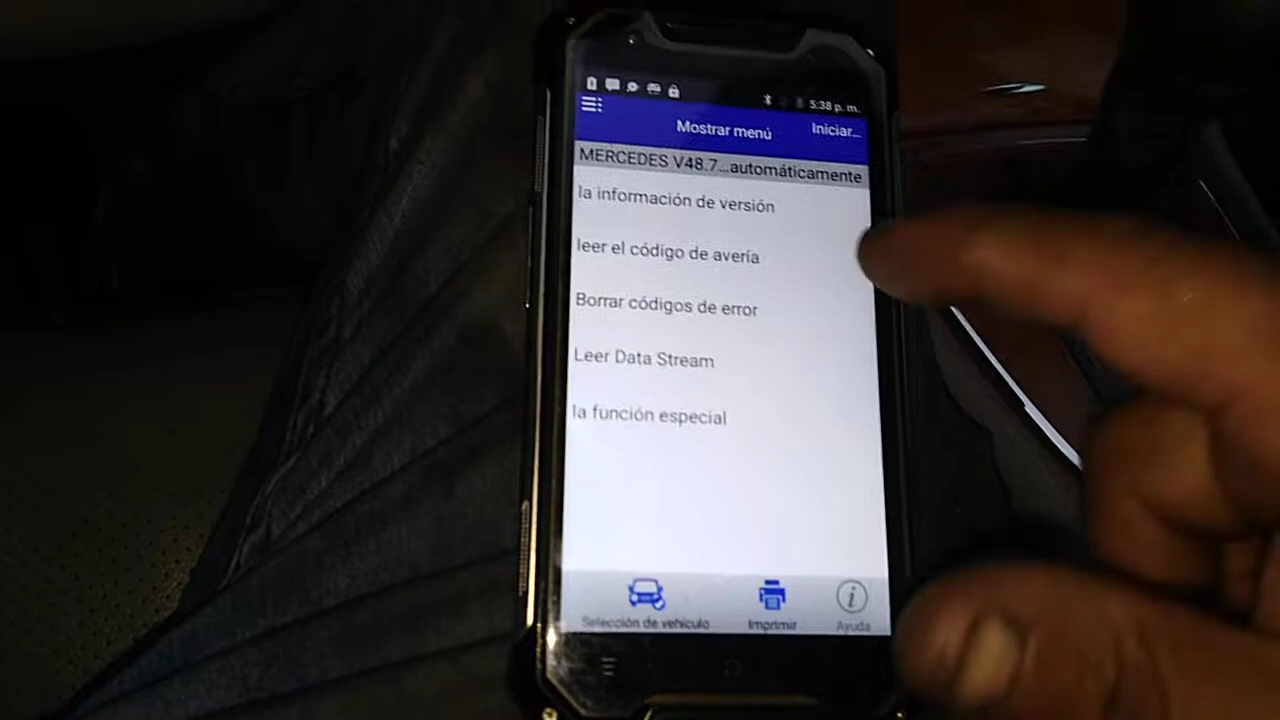 5:38 p. m.
Mostrar menú
Iniciar...
MERCEDES V48.7...automáticamente
la información de versión
leer el código de avería
Borrar códigos de error
Leer Data Stream
la función especial
Selección de vehículo
Imprimir
Ayuda